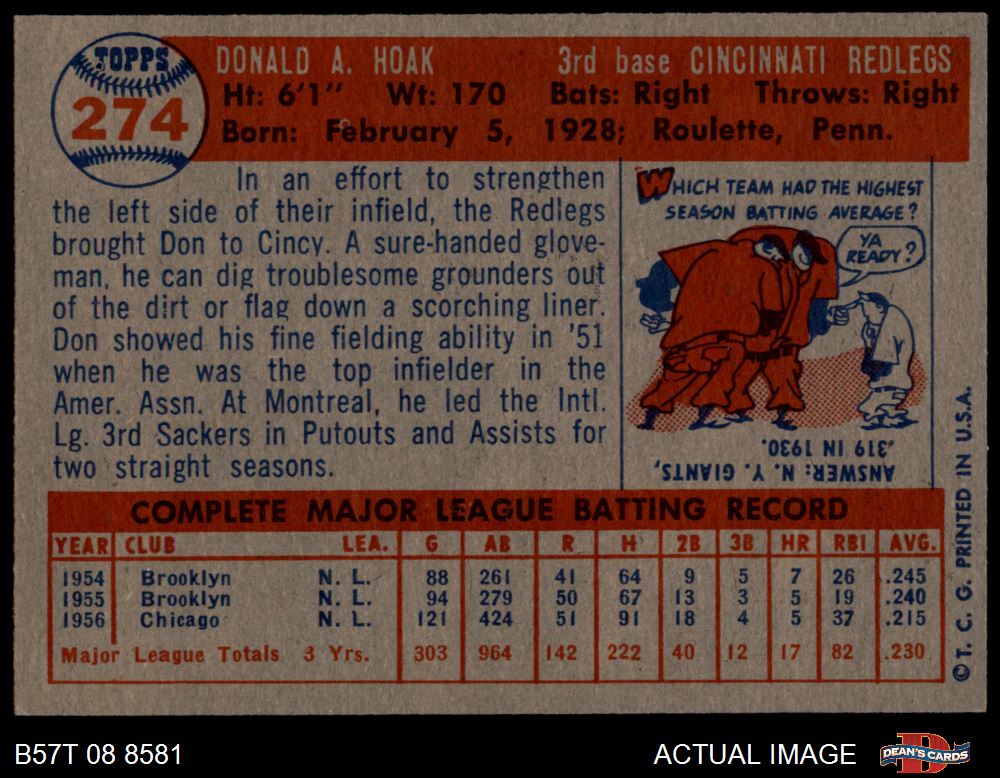 TOPPS
274
DONALD A. HOAK 3rd base CINCINNATI REDLEGS
Ht: 6'1" Wt: 170 Bats: Right Throws: Right
Born: February 5, 1928; Roulette, Penn.
In an effort to strengthen
the left side of their infield, the Redlegs
brought Don to Cincy. A sure-handed glove-
man, he can dig troublesome grounders out
of the dirt or flag down a scorching liner.
Don showed his fine fielding ability in '51
when he was the top infielder in the
Amer. Assn. At Montreal, he led the Intl.
Lg. 3rd Sackers in Putouts and Assists for
two straight seasons.
WHICH TEAM HAD THE HIGHEST
SEASON BATTING AVERAGE?
YA
READY?
ANSWER: N. Y. GIANTS,
.319 IN 1930.
COMPLETE MAJOR LEAGUE BATTING RECORD
YEAR CLUB LEA. G AB R H 2B 3B HR RBI AVG.
1954 Brooklyn N. L. 88 261 41 64 9 5 7 26 .245
1955 Brooklyn N. L. 94 279 50 67 13 3 5 19 .240
1956 Chicago N. L. 121 424 51 91 18 4 5 37 .215
Major League Totals 3 Yrs. 303 964 142 222 40 12 17 82 .230
© T. C. G. PRINTED IN U.S.A.
B57T 08 8581 ACTUAL IMAGE
D
DEAN'S CARDS